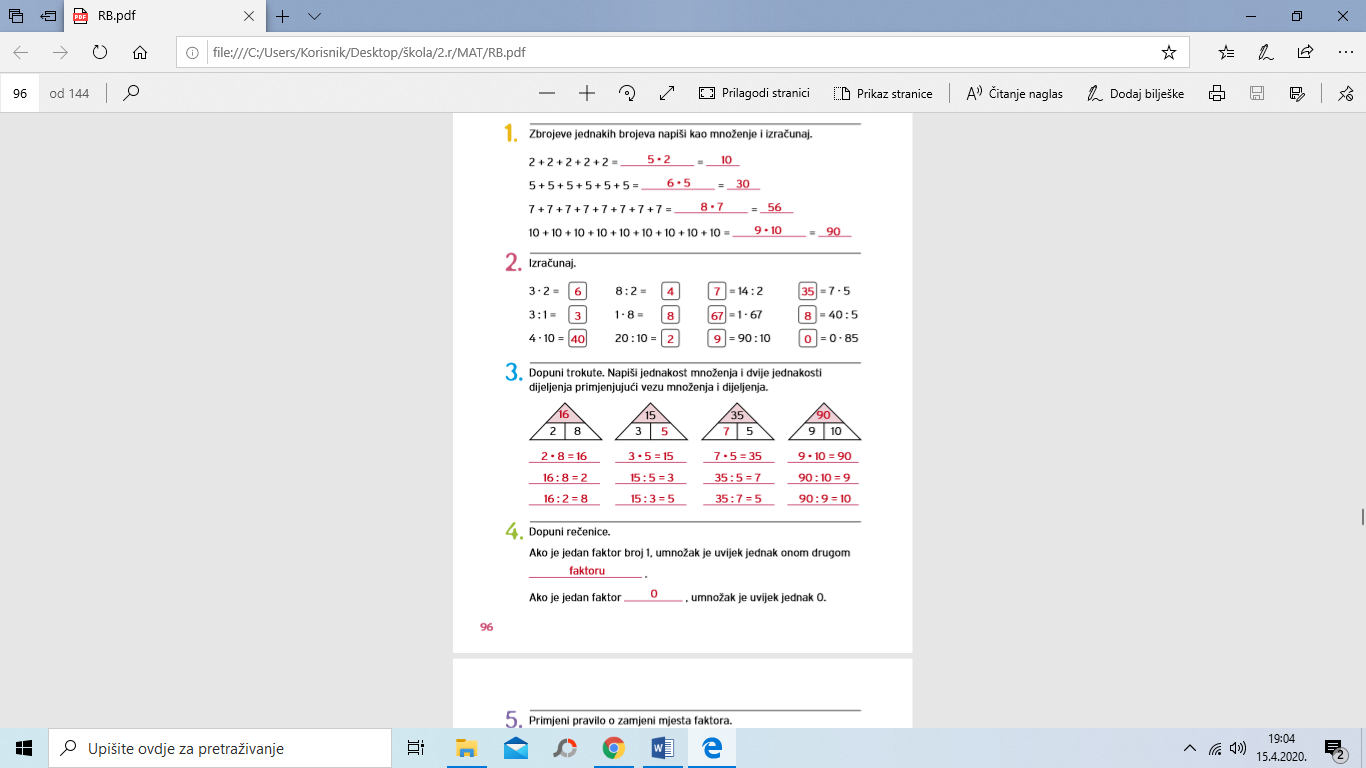 RB.pdf
file:///C:/Users/Korisnik/Desktop/škola/2.r/MAT/RB.pdf
96 od 144 Prilagodi stranici Prikaz stranice Čitanje naglas Dodaj bilješke
1. Zbrojeve jednakih brojeva napiši kao množenje i izračunaj.
2 + 2 + 2 + 2 + 2 = 5 • 2 = 10
5 + 5 + 5 + 5 + 5 + 5 = 6 • 5 = 30
7 + 7 + 7 + 7 + 7 + 7 + 7 + 7 = 8 • 7 = 56
10 + 10 + 10 + 10 + 10 + 10 + 10 + 10 + 10 = 9 • 10 = 90
2. Izračunaj.
3 · 2 = 6 8 : 2 = 4 7 = 14 : 2 35 = 7 · 5
3 : 1 = 3 1 · 8 = 8 67 = 1 · 67 8 = 40 : 5
4 · 10 = 40 20 : 10 = 2 9 = 90 : 10 0 = 0 · 85
3. Dopuni trokute. Napiši jednakost množenja i dvije jednakosti
dijeljenja primjenjujući vezu množenja i dijeljenja.
16 15 35 90
2 8 3 5 7 5 9 10
2 • 8 = 16 3 • 5 = 15 7 • 5 = 35 9 • 10 = 90
16 : 8 = 2 15 : 5 = 3 35 : 5 = 7 90 : 10 = 9
16 : 2 = 8 15 : 3 = 5 35 : 7 = 5 90 : 9 = 10
4. Dopuni rečenice.
Ako je jedan faktor broj 1, umnožak je uvijek jednak onom drugom
faktoru .
Ako je jedan faktor 0 , umnožak je uvijek jednak 0.
96
5. Primjeni pravilo o zamjeni mjesta faktora.
Upišite ovdje za pretraživanje
19:04
15.4.2020.
2